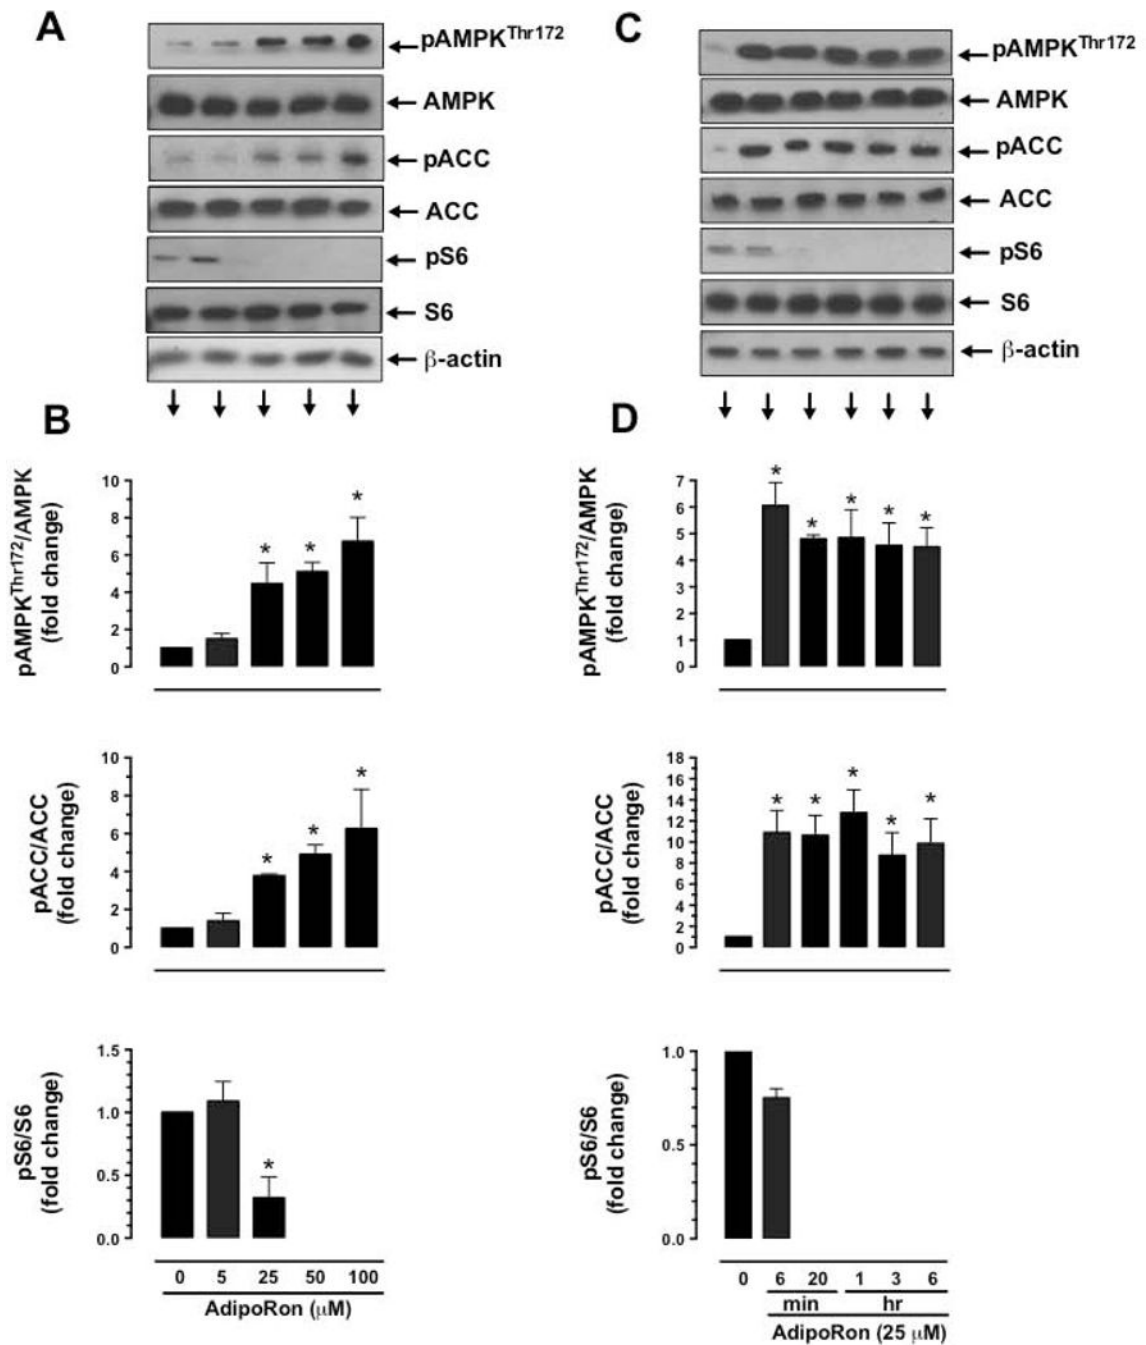 A
pAMPKThr172
AMPK
pACC
ACC
pS6
S6
β-actin
C
pAMPKThr172
AMPK
pACC
ACC
pS6
S6
β-actin
B
pAMPKThr172/AMPK
(fold change)
10
8
6
4
2
0
*
*
*
pACC/ACC
(fold change)
10
8
6
4
2
0
*
*
*
pS6/S6
(fold change)
1.5
1.0
0.5
0.0
*
0 5 25 50 100
AdipoRon (μM)
D
pAMPKThr172/AMPK
(fold change)
7
6
5
4
3
2
1
0
*
*
*
*
*
pACC/ACC
(fold change)
18
16
14
12
10
8
6
4
2
0
*
*
*
*
*
pS6/S6
(fold change)
1.0
0.5
0.0
0 6 20 1 3 6
min hr
AdipoRon (25 μM)